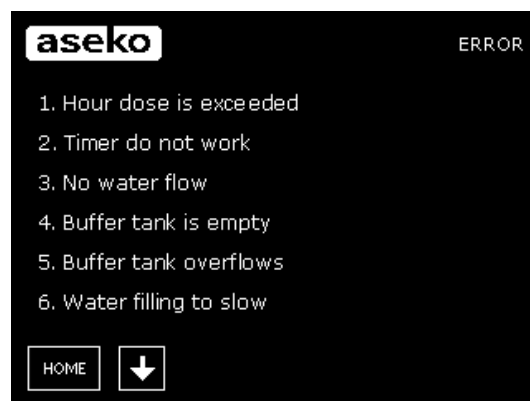 aseko
ERROR
1. Hour dose is exceeded
2. Timer do not work
3. No water flow
4. Buffer tank is empty
5. Buffer tank overflows
6. Water filling to slow
HOME